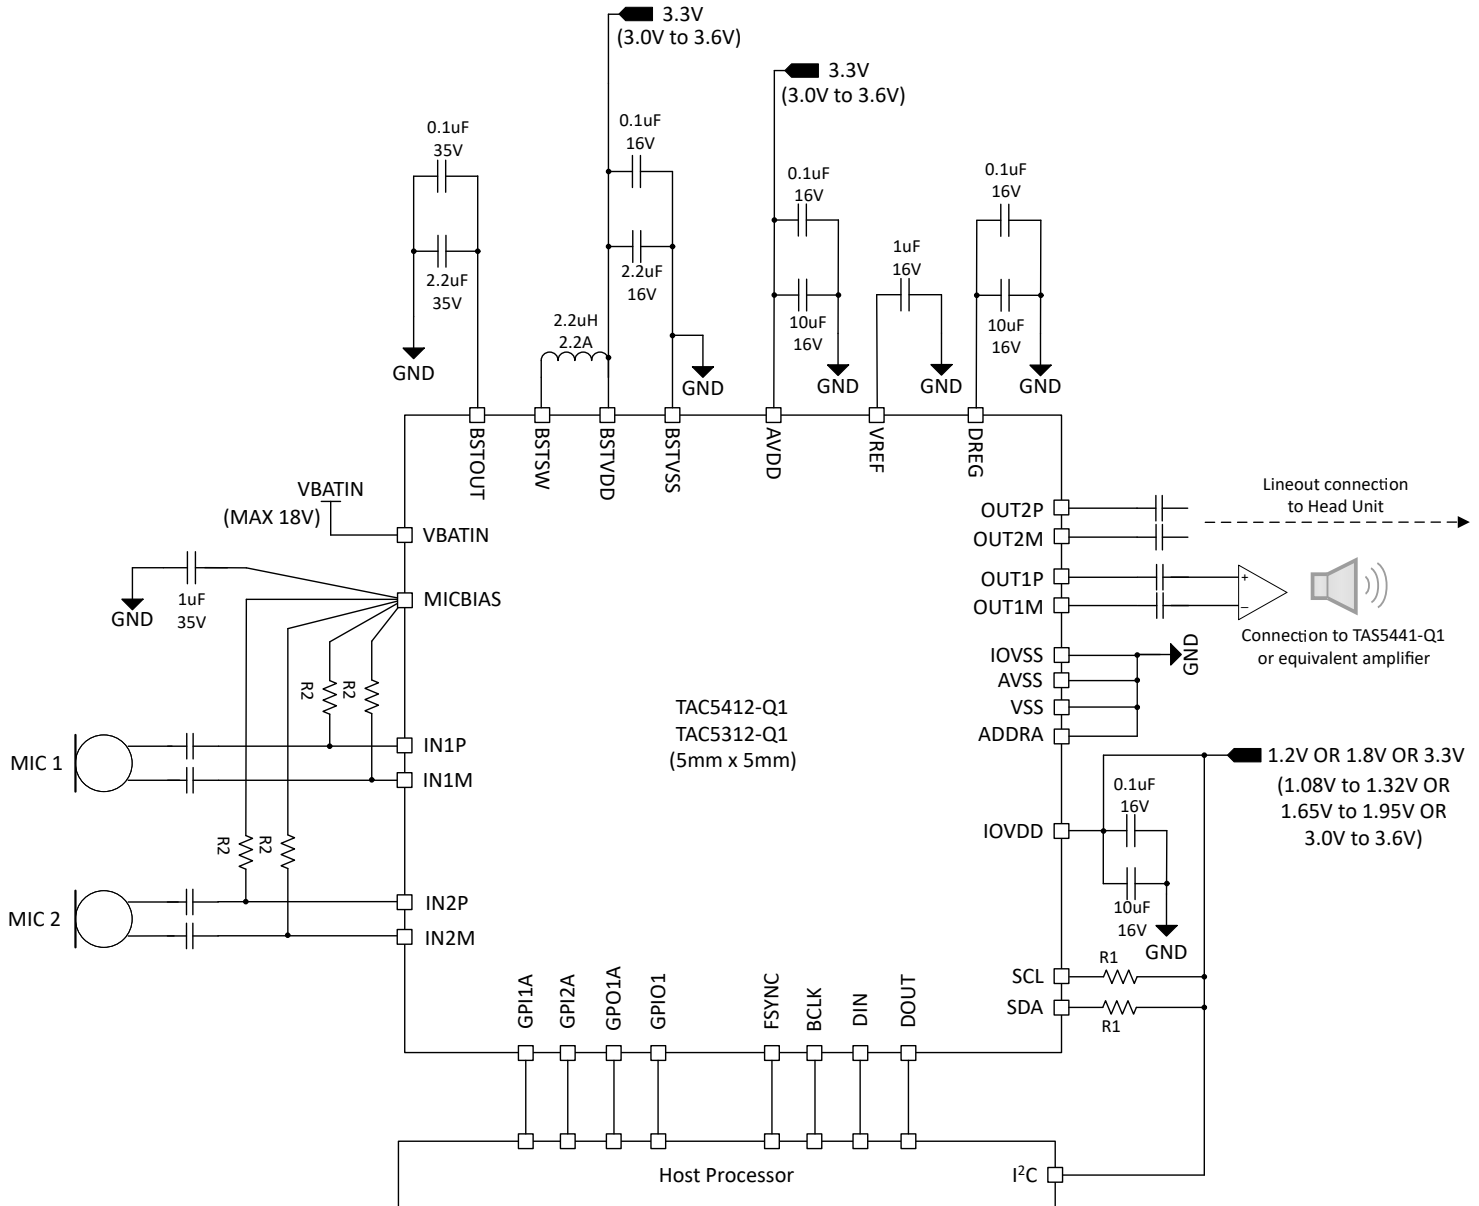 3.3V
(3.0V to 3.6V)
3.3V
(3.0V to 3.6V)
0.1uF
35V
2.2uF
35V
GND
0.1uF
16V
2.2uF
16V
2.2uH
2.2A
GND
0.1uF
16V
10uF
16V
GND
1uF
16V
GND
0.1uF
16V
10uF
16V
GND
BSTOUT
BSTSW
BSTVDD
BSTVSS
AVDD
VREF
DREG
VBATIN
(MAX 18V)
VBATIN
1uF
35V
GND
MICBIAS
R2
R2
MIC 1
IN1P
IN1M
R2
R2
MIC 2
IN2P
IN2M
TAC5412-Q1
TAC5312-Q1
(5mm x 5mm)
OUT2P
OUT2M
OUT1P
OUT1M
Lineout connection
to Head Unit
+
–
Connection to TAS5441-Q1
or equivalent amplifier
IOVSS
AVSS
VSS
ADDRA
GND
1.2V OR 1.8V OR 3.3V
(1.08V to 1.32V OR
1.65V to 1.95V OR
3.0V to 3.6V)
IOVDD
0.1uF
16V
10uF
16V
GND
SCL
R1
SDA
R1
GPI1A
GPI2A
GPO1A
GPIO1
FSYNC
BCLK
DIN
DOUT
Host Processor
I²C